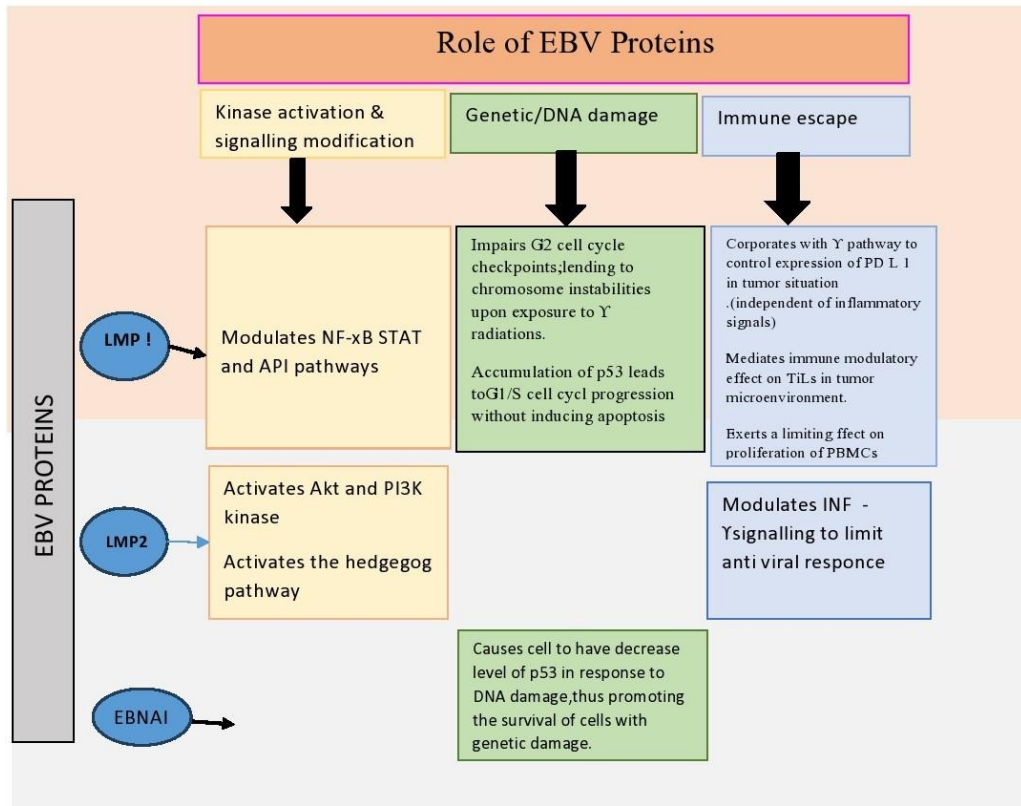 Role of EBV Proteins
Kinase activation &
signalling modification
Genetic/DNA damage
Immune escape
EBV PROTEINS
LMP !
Modulates NF-xB STAT
and API pathways
Impairs G2 cell cycle
checkpoints;lending to
chromosome instabilities
upon exposure to ϒ
radiations.
Accumulation of p53 leads
toG1/S cell cycl progression
without inducing apoptosis
Corporates with ϒ pathway to
control expression of PD L 1
in tumor situation
.(independent of inflammatory
signals)
Mediates immune modulatory
effect on TiLs in tumor
microenvironment.
Exerts a limiting effect on
proliferation of PBMCs
LMP2
Activates Akt and PI3K
kinase
Activates the hedgegog
pathway
Modulates INF -
ϒsignalling to limit
anti viral responce
EBNAI
Causes cell to have decrease
level of p53 in response to
DNA damage,thus promoting
the survival of cells with
genetic damage.